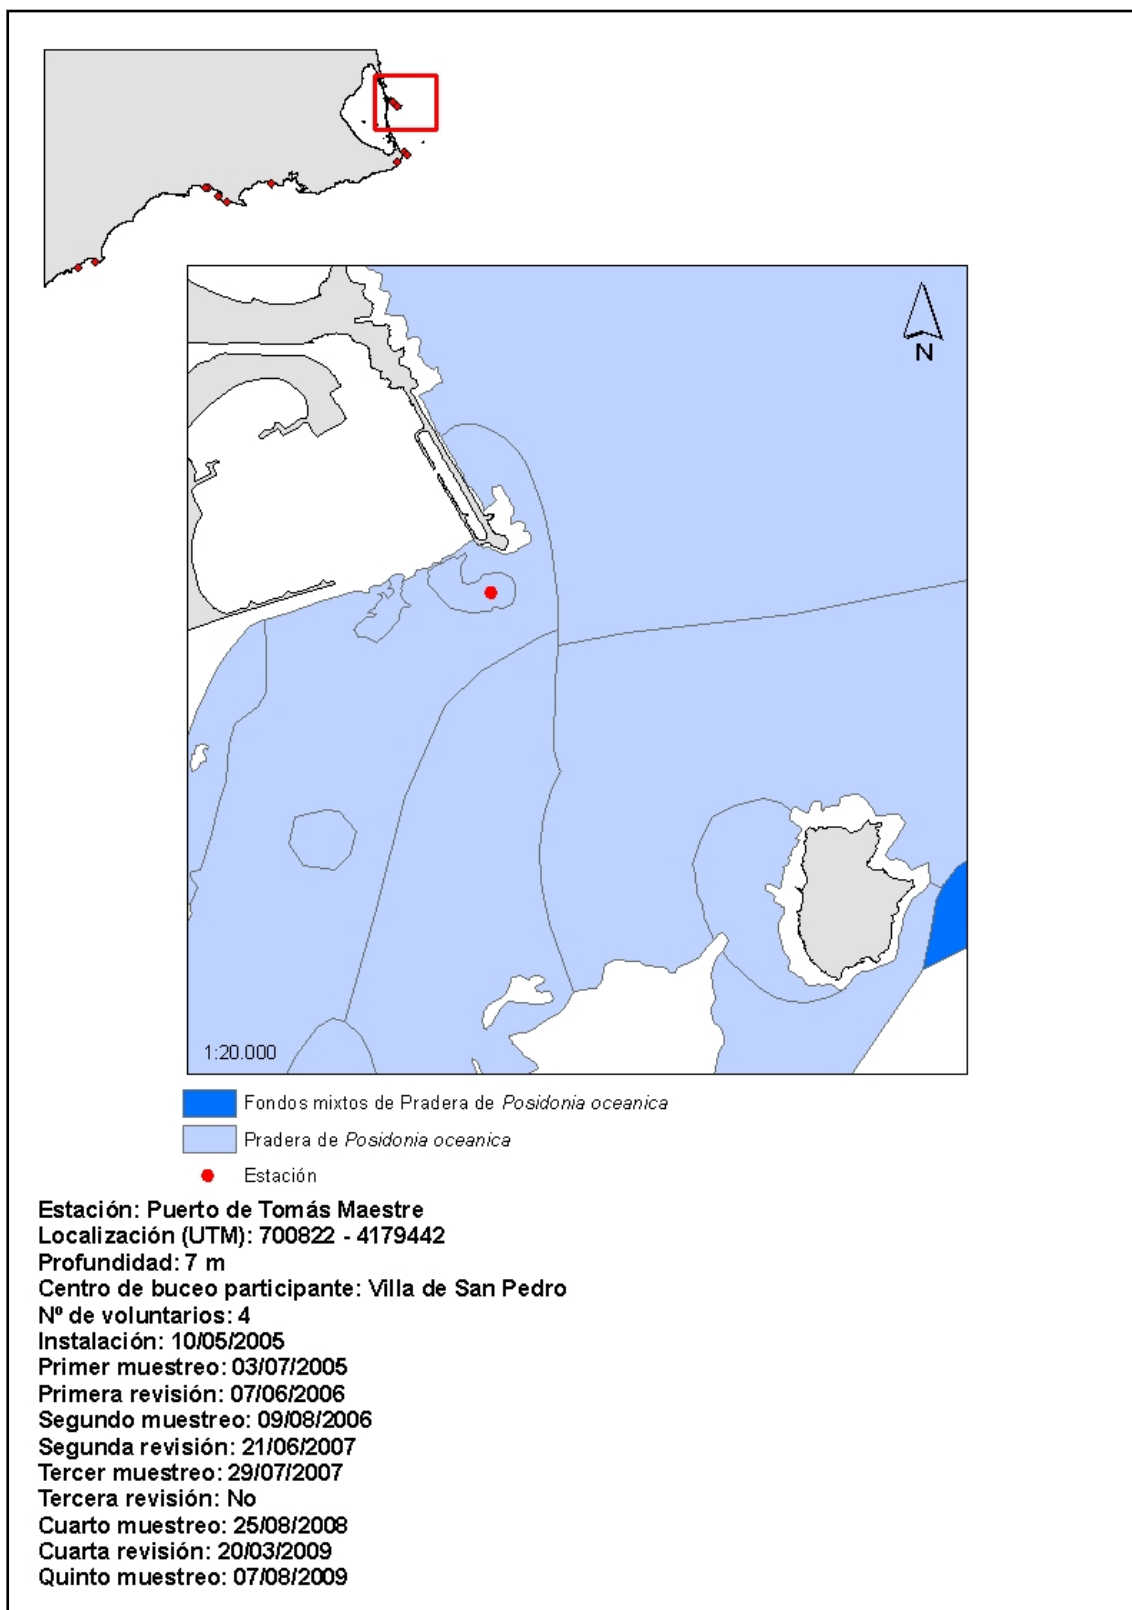 N
1:20.000
Fondos mixtos de Pradera de Posidonia oceanica
Pradera de Posidonia oceanica
Estación
Estación: Puerto de Tomás Maestre
Localización (UTM): 700822 - 4179442
Profundidad: 7 m
Centro de buceo participante: Villa de San Pedro
Nº de voluntarios: 4
Instalación: 10/05/2005
Primer muestreo: 03/07/2005
Primera revisión: 07/06/2006
Segundo muestreo: 09/08/2006
Segunda revisión: 21/06/2007
Tercer muestreo: 29/07/2007
Tercera revisión: No
Cuarto muestreo: 25/08/2008
Cuarta revisión: 20/03/2009
Quinto muestreo: 07/08/2009